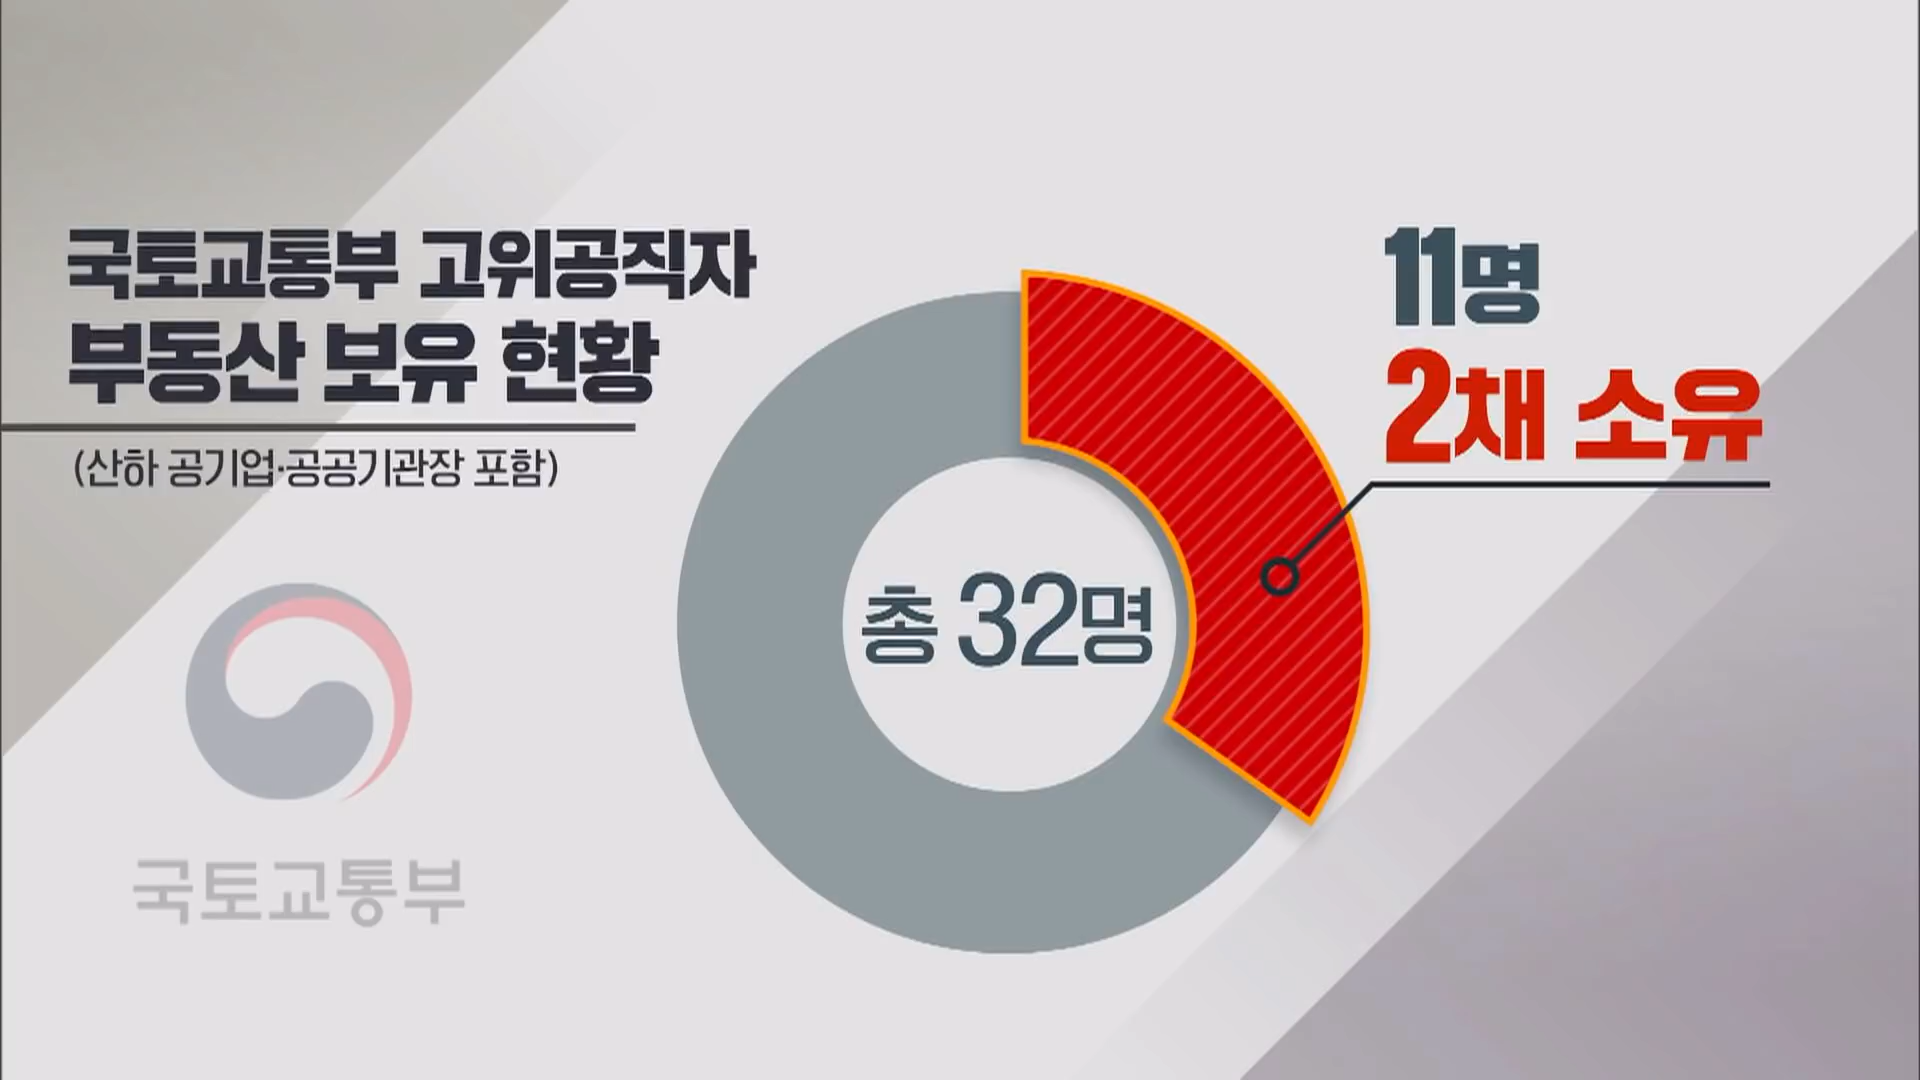 국토교통부 고위공직자
부동산 보유 현황
(산하 공기업·공공기관장 포함)
국토교통부
총 32명
11명
2채 소유